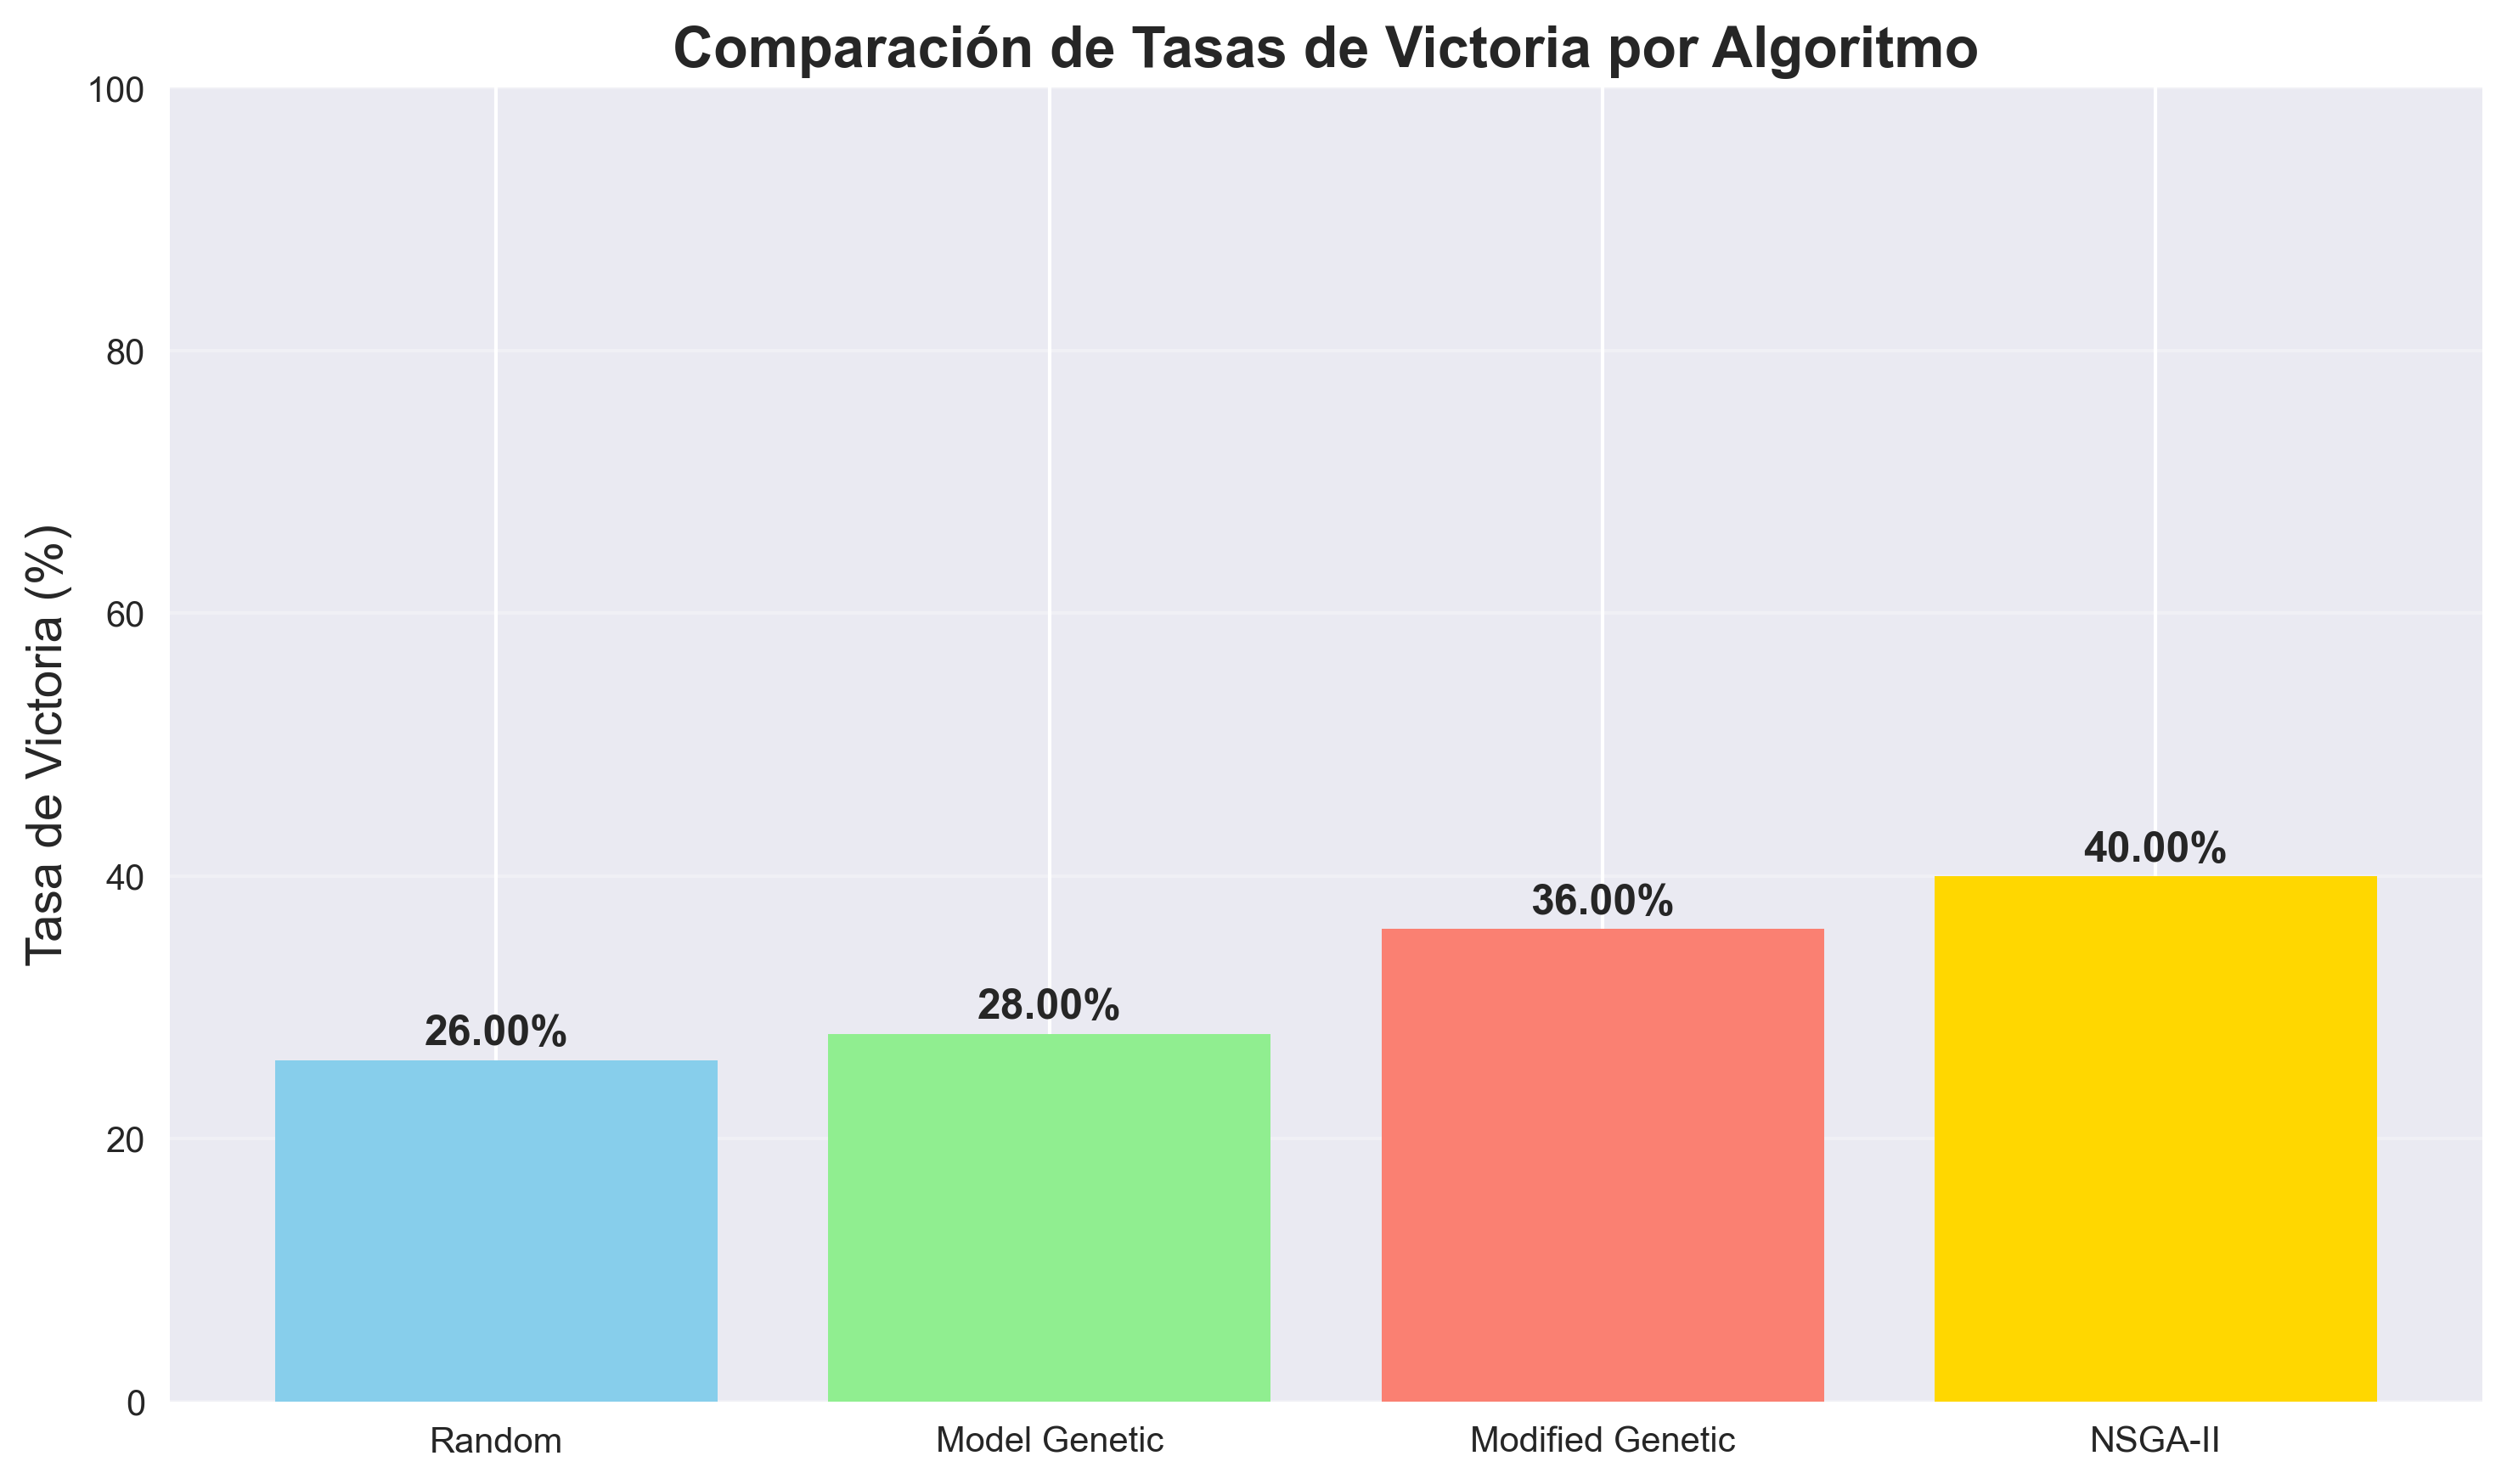 Comparación de Tasas de Victoria por Algoritmo
Tasa de Victoria (%)
100
80
60
40
20
0
26.00%
28.00%
36.00%
40.00%
Random
Model Genetic
Modified Genetic
NSGA-II